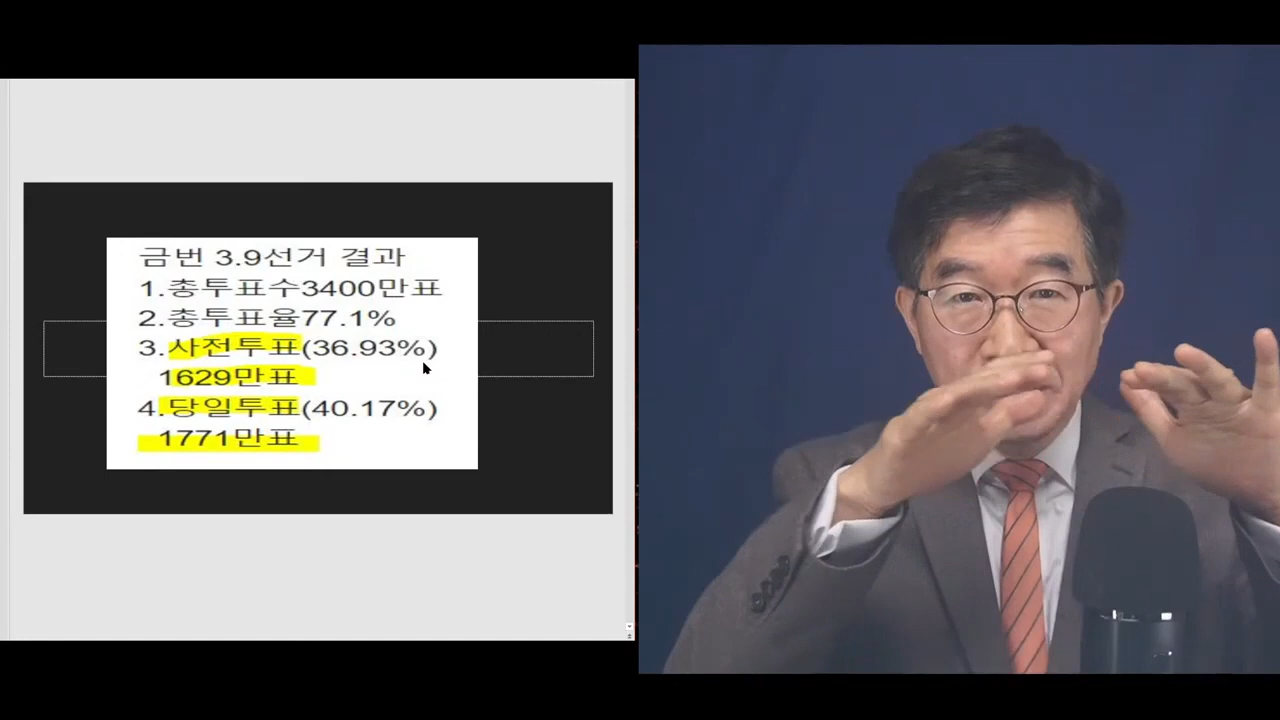 금번 3.9선거 결과
1.총투표수3400만표
2.총투표율77.1%
3.사전투표(36.93%)
1629만표
4.당일투표(40.17%)
1771만표